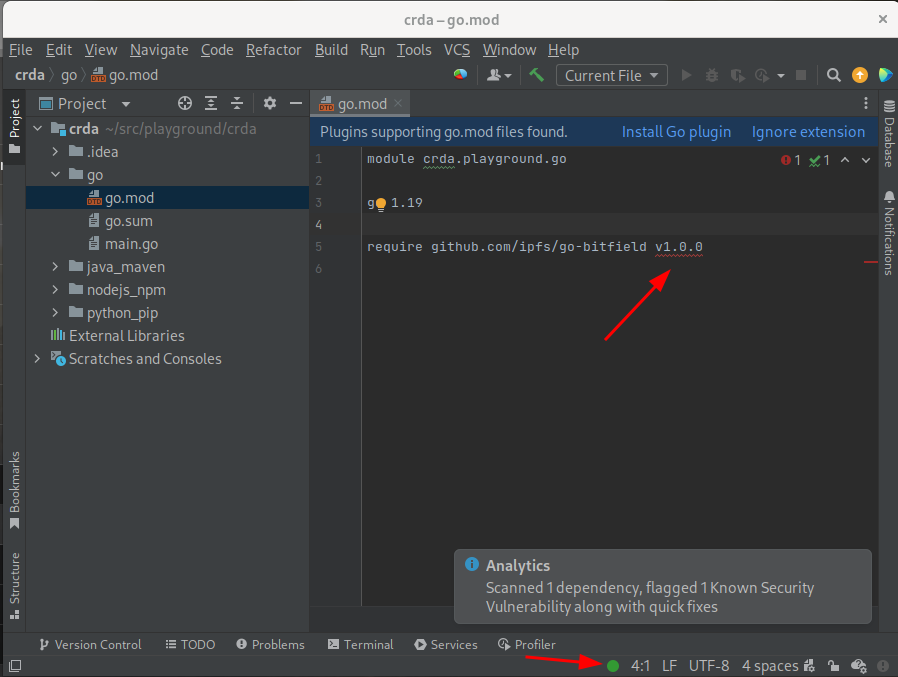 crda – go.mod
File Edit View Navigate Code Refactor Build Run Tools VCS Window Help
crda go go.mod Current File
Project
Project
crda ~/src/playground/crda
.idea
go
go.mod
go.sum
main.go
java_maven
nodejs_npm
python_pip
External Libraries
Scratches and Consoles
Bookmarks
Structure
go.mod
Plugins supporting go.mod files found. Install Go plugin Ignore extension
1 module crda.playground.go 1 1
2
3 g 1.19
4
5 require github.com/ipfs/go-bitfield v1.0.0
6
Database
Notifications
Analytics
Scanned 1 dependency, flagged 1 Known Security
Vulnerability along with quick fixes
Version Control TODO Problems Terminal Services Profiler
4:1 LF UTF-8 4 spaces